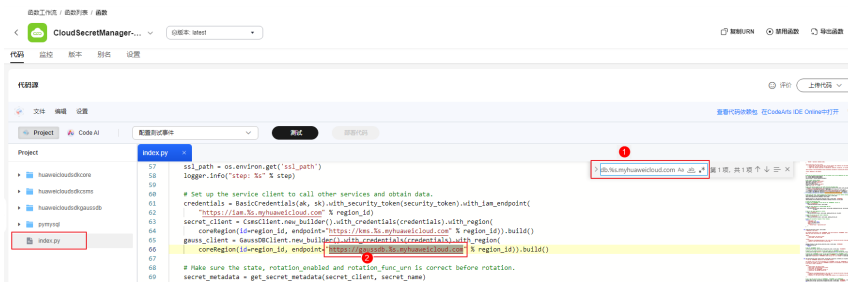 函数工作流 / 函数列表 / 函数
CloudSecretManager-...
版本: latest
复制URN
禁用函数
导出函数
代码 监控 版本 别名 设置
代码源
评价
上传代码
文件 编辑 设置
查看代码依赖包 在CodeArts IDE Online中打开
Project
Code AI
配置测试事件
测试
部署代码
Project
index.py ×
1
db.%s.myhuaweicloud.com
第 1 项, 共 1 项
huaweicloudsdkcore
huaweicloudsdkcsms
huaweicloudsdkgaussdb
pymysql
index.py
57 ssl_path = os.environ.get('ssl_path')
58 logger.info("step: %s" % step)
59
60 # Set up the service client to call other services and obtain data.
61 credentials = BasicCredentials(ak, sk).with_security_token(security_token).with_iam_endpoint(
62 "https://iam.%s.myhuaweicloud.com" % region_id)
63 secret_client = CsmsClient.new_builder().with_credentials(credentials).with_region(
64 coreRegion(id=region_id, endpoint="https://kms.%s.myhuaweicloud.com" % region_id)).build()
65 gauss_client = GaussDBClient.new_builder().with_credentials(credentials).with_region(
66 coreRegion(id=region_id, endpoint="https://gaussdb.%s.myhuaweicloud.com" % region_id)).build()
2
67
68 # Make sure the state, rotation_enabled and rotation_func_urn is correct before rotation.
69 secret_metadata = get_secret_metadata(secret_client, secret_name)